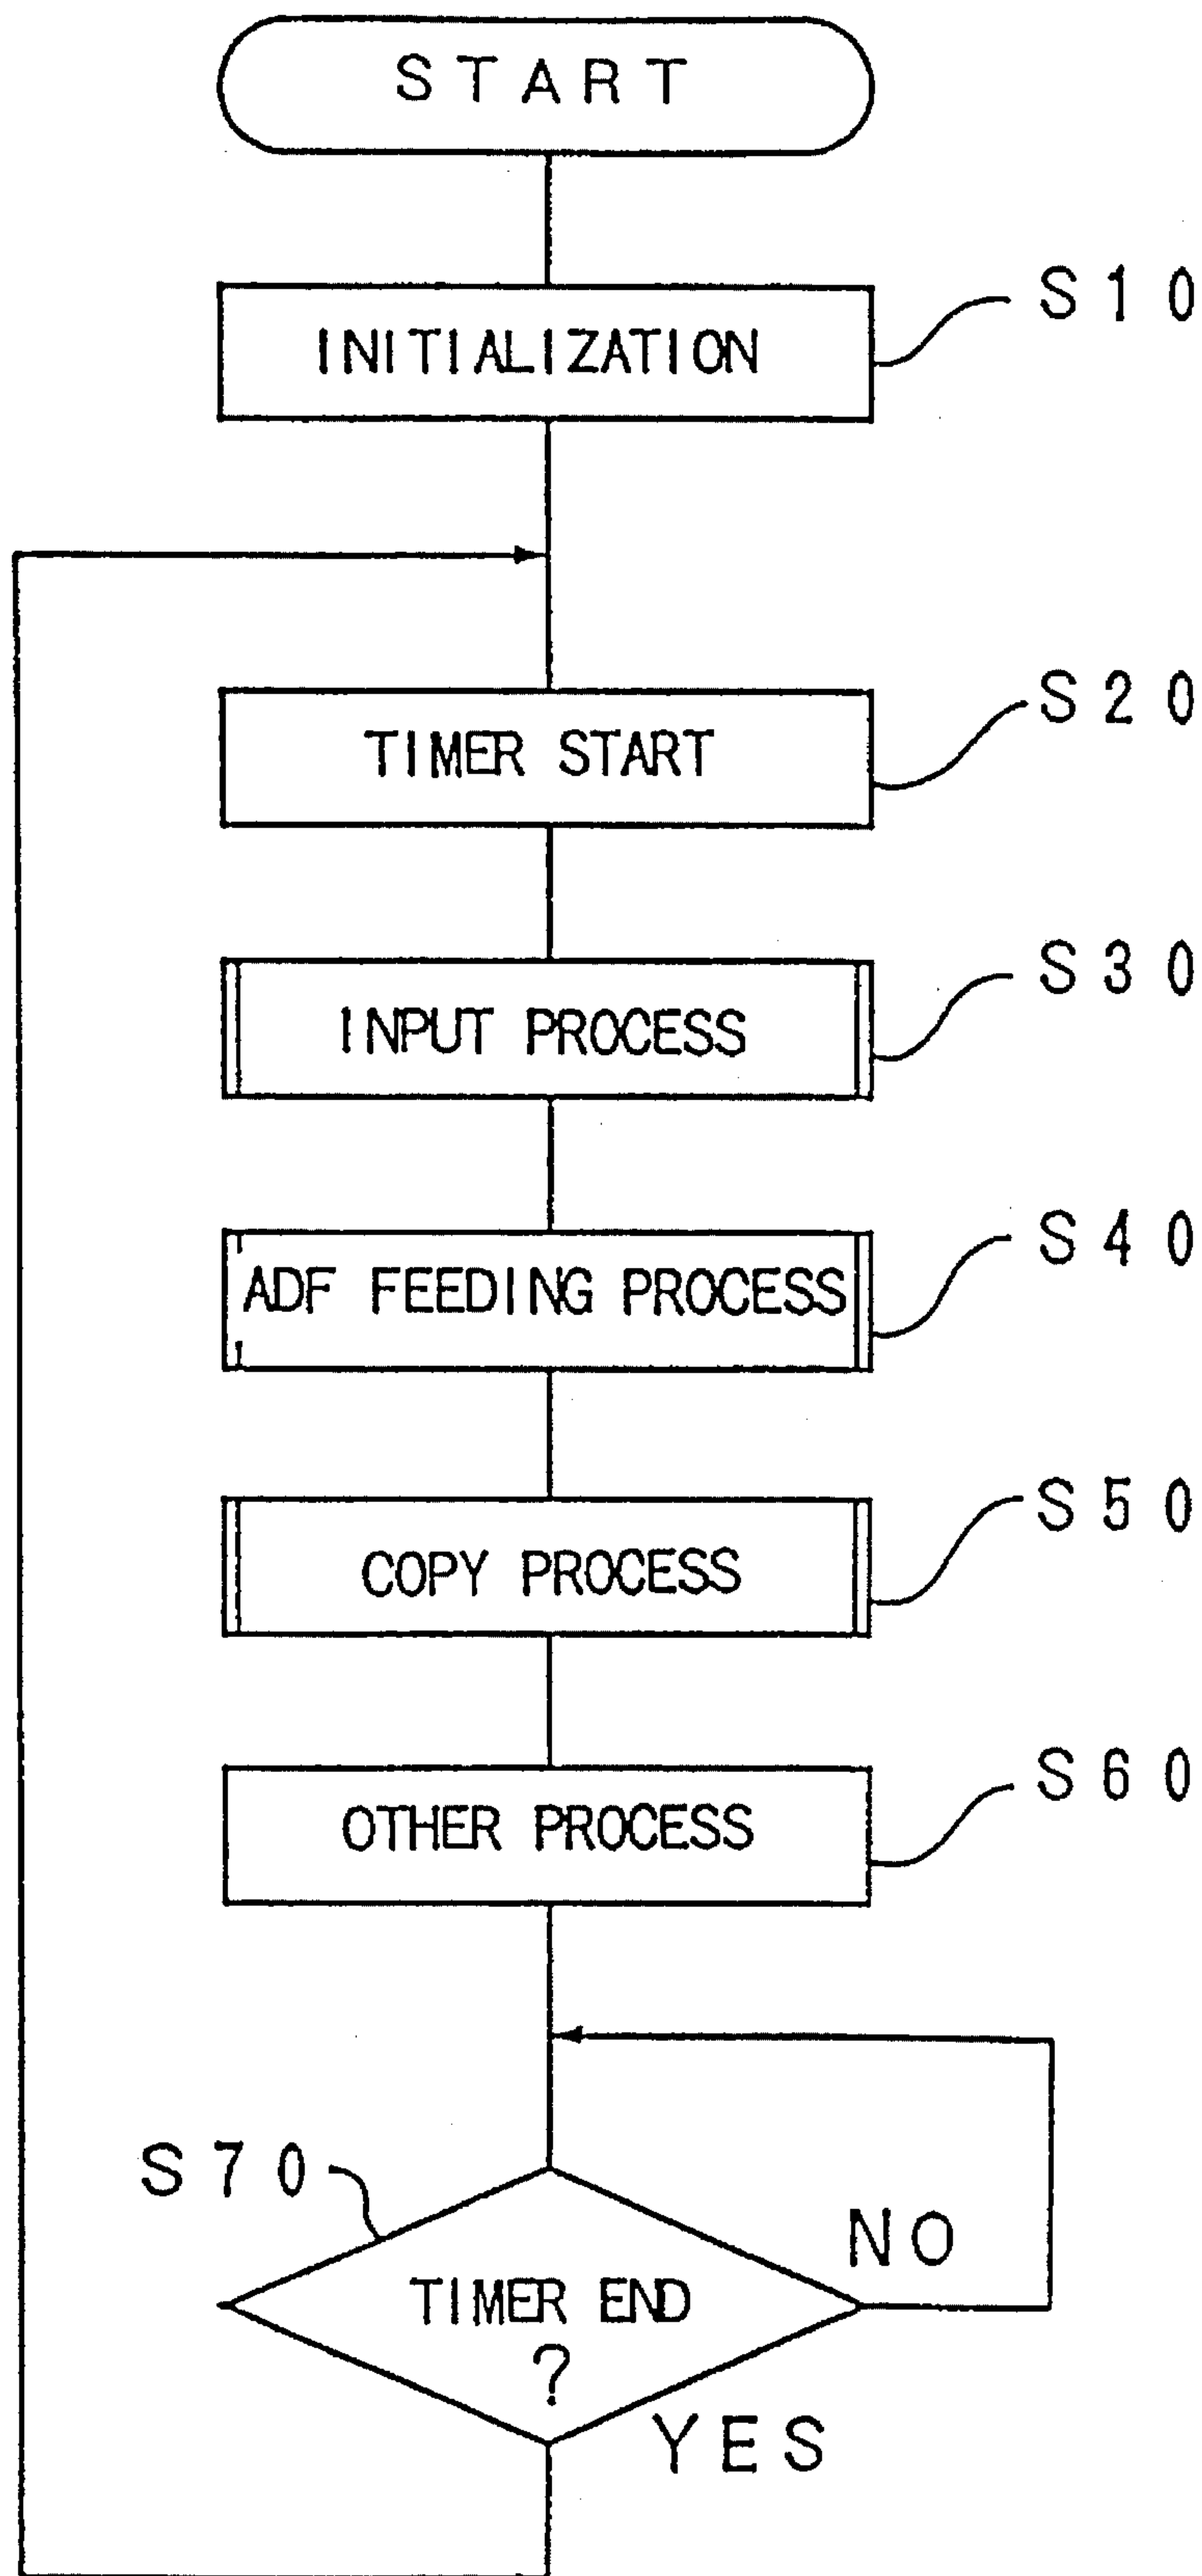 START
INITIALIZATION
S10
TIMER START
S20
INPUT PROCESS
S30
ADF FEEDING PROCESS
S40
COPY PROCESS
S50
OTHER PROCESS
S60
S70
TIMER END
?
NO
YES